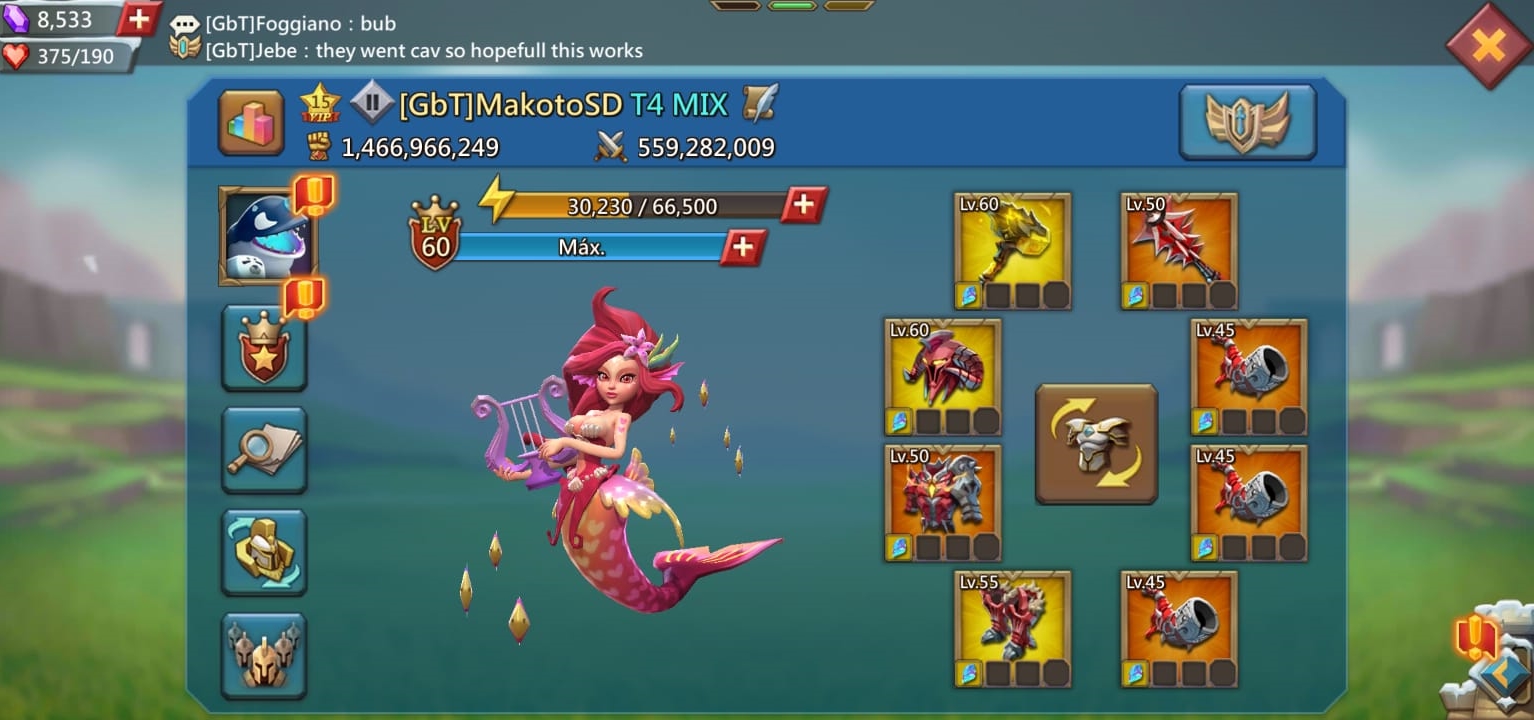 8,533
[GbT]Foggiano : bub
375/190
[GbT]Jebe : they went cav so hopefull this works
15
VIP
[GbT]MakotoSD T4 MIX
1,466,966,249
559,282,009
LV
60
30,230 / 66,500
Máx.
Lv.60
Lv.50
Lv.60
Lv.45
Lv.50
Lv.45
Lv.55
Lv.45